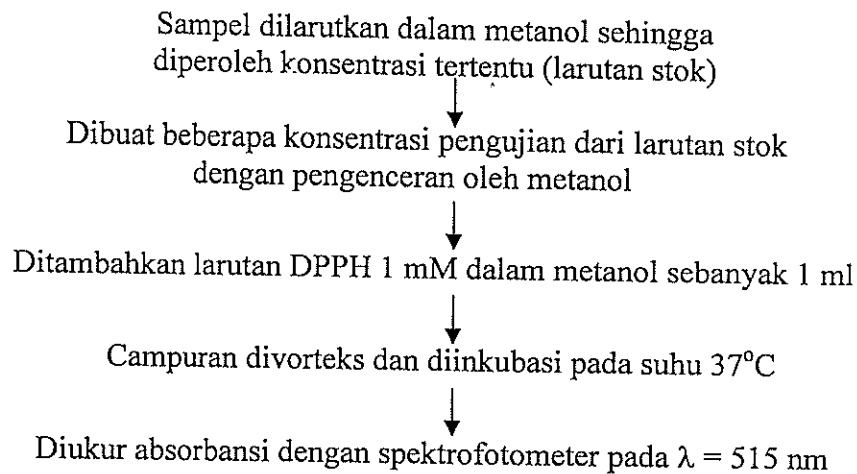 Sampel dilarutkan dalam metanol sehingga
diperoleh konsentrasi tertentu (larutan stok)
Dibuat beberapa konsentrasi pengujian dari larutan stok
dengan pengenceran oleh metanol
Ditambahkan larutan DPPH 1 mM dalam metanol sebanyak 1 ml
Campuran divorteks dan diinkubasi pada suhu 37°C
Diukur absorbansi dengan spektrofotometer pada λ = 515 nm